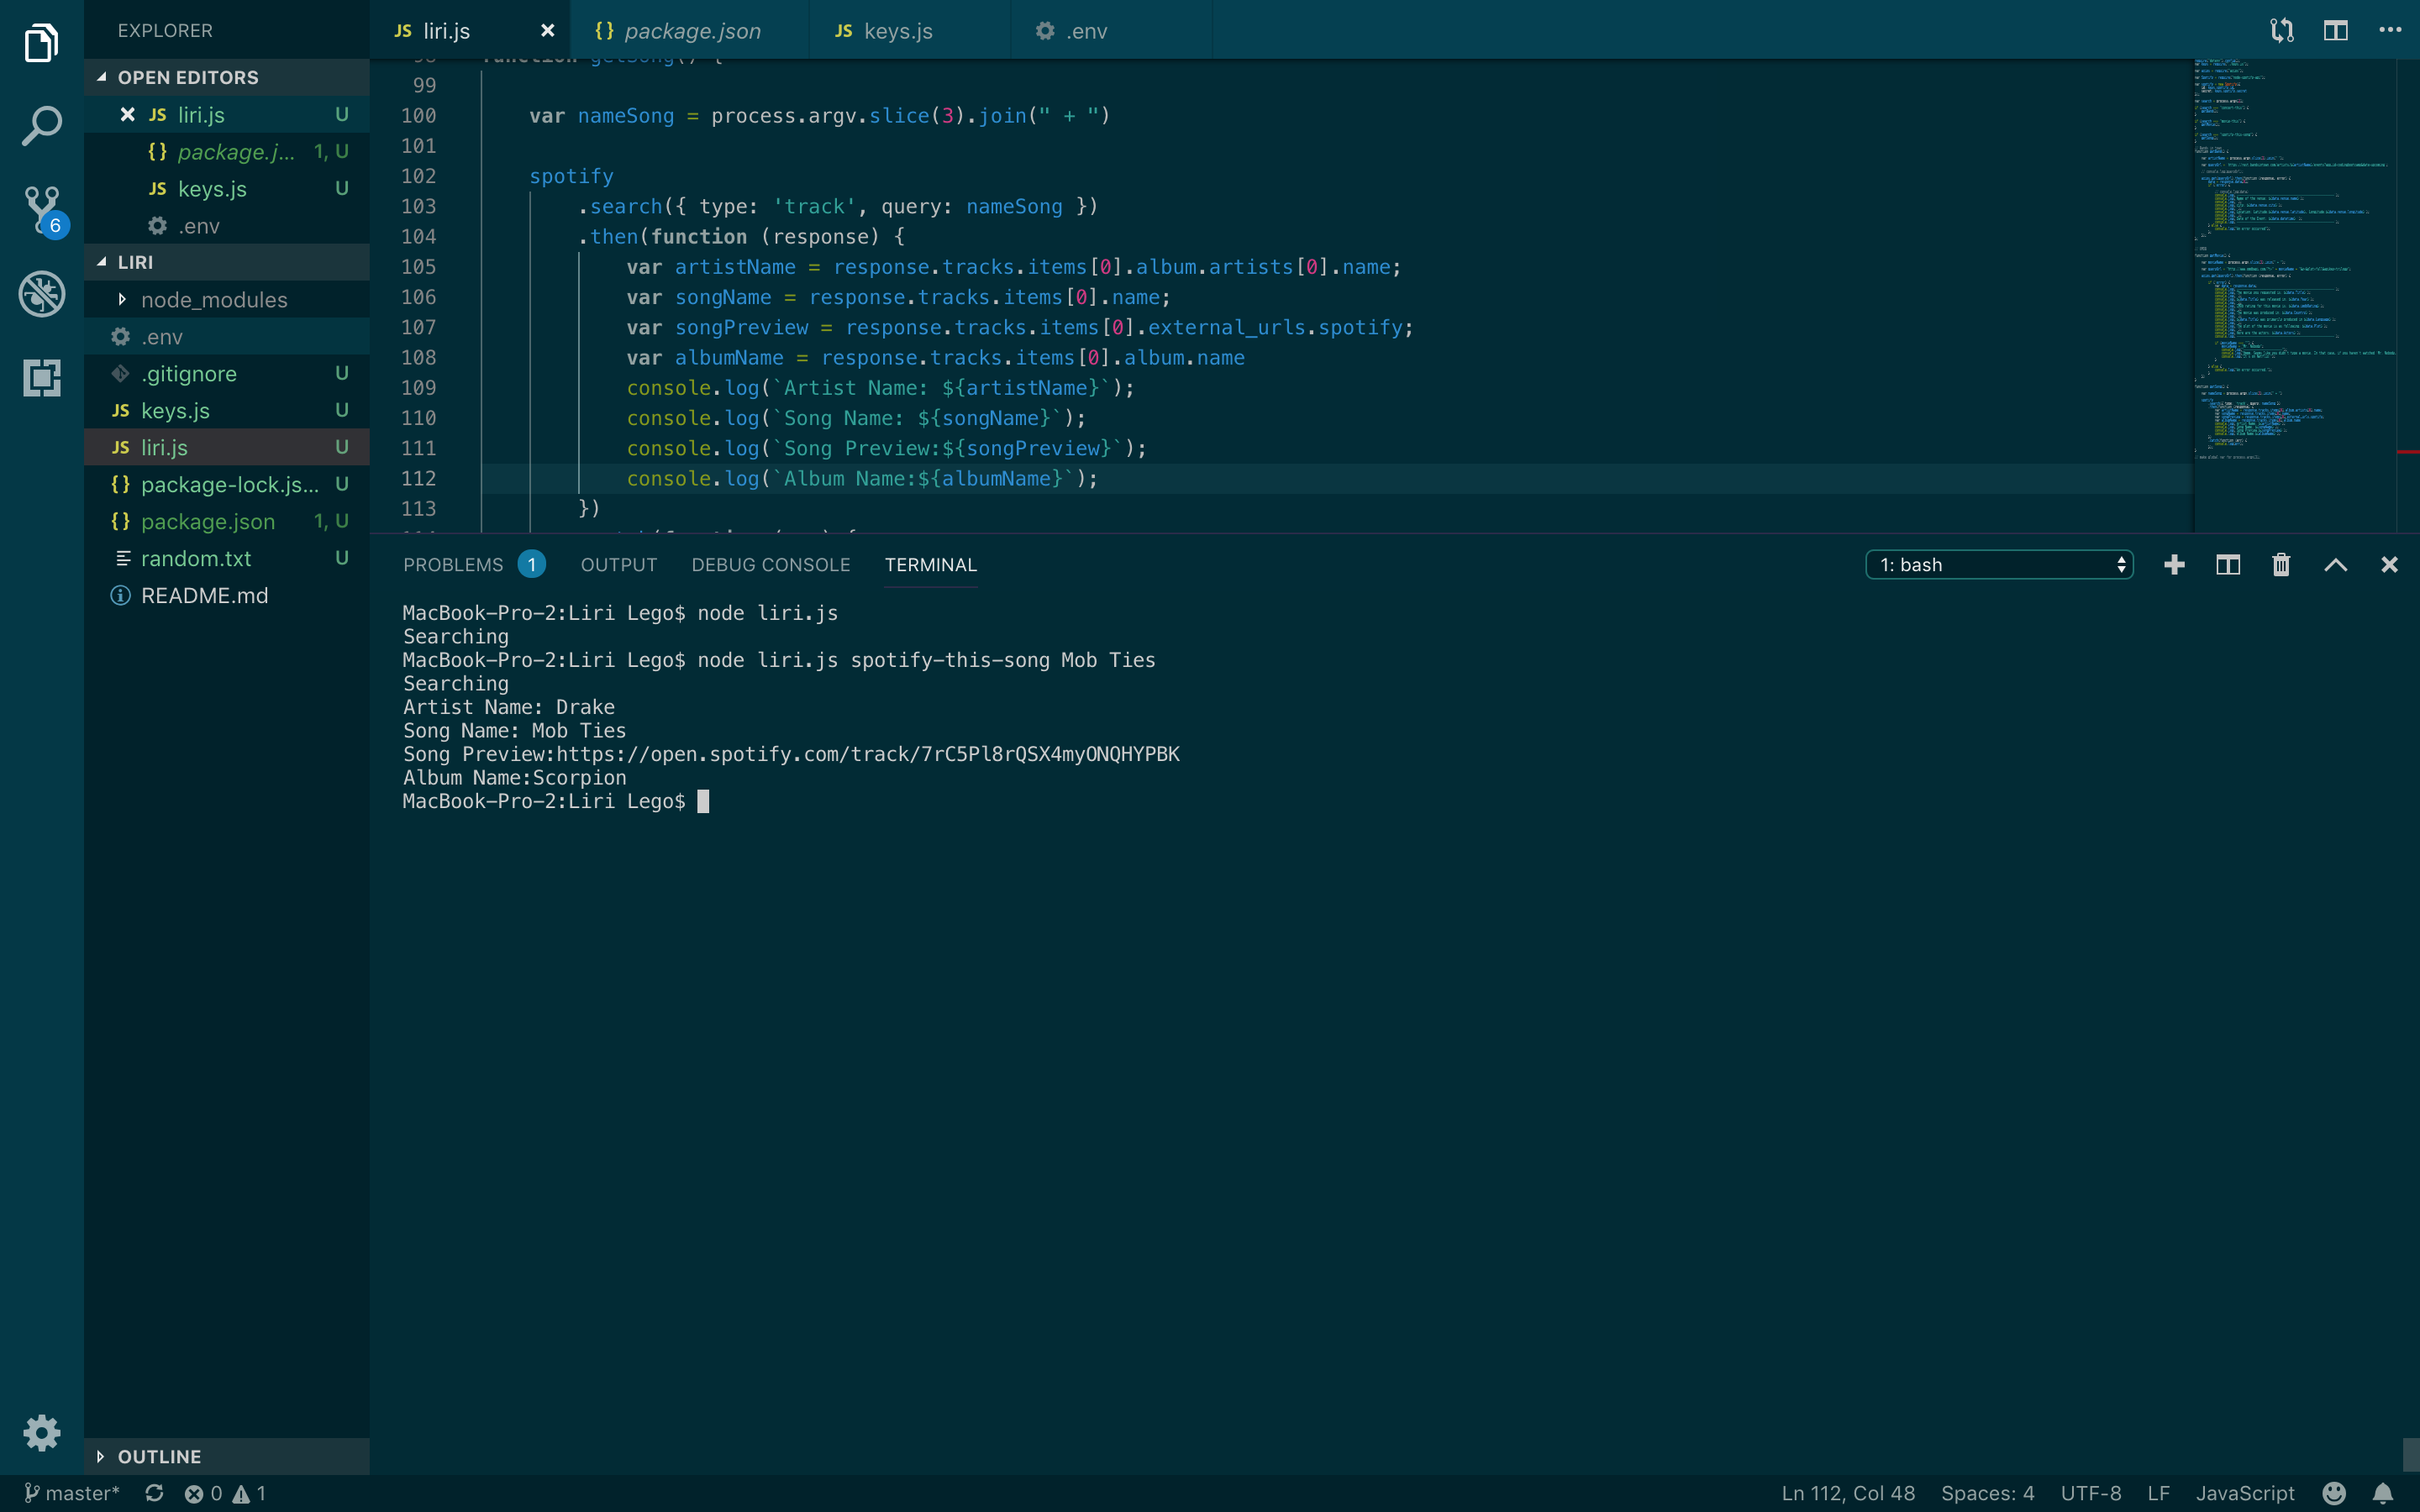 EXPLORER
OPEN EDITORS
JS liri.js U
{} package.j... 1, U
JS keys.js U
.env
LIRI
node_modules
.env
.gitignore U
JS keys.js U
JS liri.js U
{} package-lock.js... U
{} package.json 1, U
random.txt U
README.md
OUTLINE
6
JS liri.js
{} package.json
JS keys.js
.env
99
100 var nameSong = process.argv.slice(3).join(" + ")
101
102 spotify
103 .search({ type: 'track', query: nameSong })
104 .then(function (response) {
105 var artistName = response.tracks.items[0].album.artists[0].name;
106 var songName = response.tracks.items[0].name;
107 var songPreview = response.tracks.items[0].external_urls.spotify;
108 var albumName = response.tracks.items[0].album.name
109 console.log(`Artist Name: ${artistName}`);
110 console.log(`Song Name: ${songName}`);
111 console.log(`Song Preview:${songPreview}`);
112 console.log(`Album Name:${albumName}`);
113 })
PROBLEMS 1 OUTPUT DEBUG CONSOLE TERMINAL 1: bash
MacBook-Pro-2:Liri Lego$ node liri.js
Searching
MacBook-Pro-2:Liri Lego$ node liri.js spotify-this-song Mob Ties
Searching
Artist Name: Drake
Song Name: Mob Ties
Song Preview:https://open.spotify.com/track/7rC5Pl8rQSX4myONQHYPBK
Album Name:Scorpion
MacBook-Pro-2:Liri Lego$
master* 0 1 Ln 112, Col 48 Spaces: 4 UTF-8 LF JavaScript